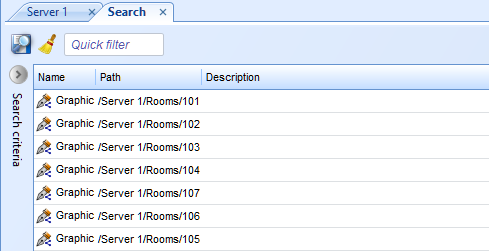 Server 1 × Search ×
Quick filter
Search criteria
Name Path Description
Graphic /Server 1/Rooms/101
Graphic /Server 1/Rooms/102
Graphic /Server 1/Rooms/103
Graphic /Server 1/Rooms/104
Graphic /Server 1/Rooms/107
Graphic /Server 1/Rooms/106
Graphic /Server 1/Rooms/105